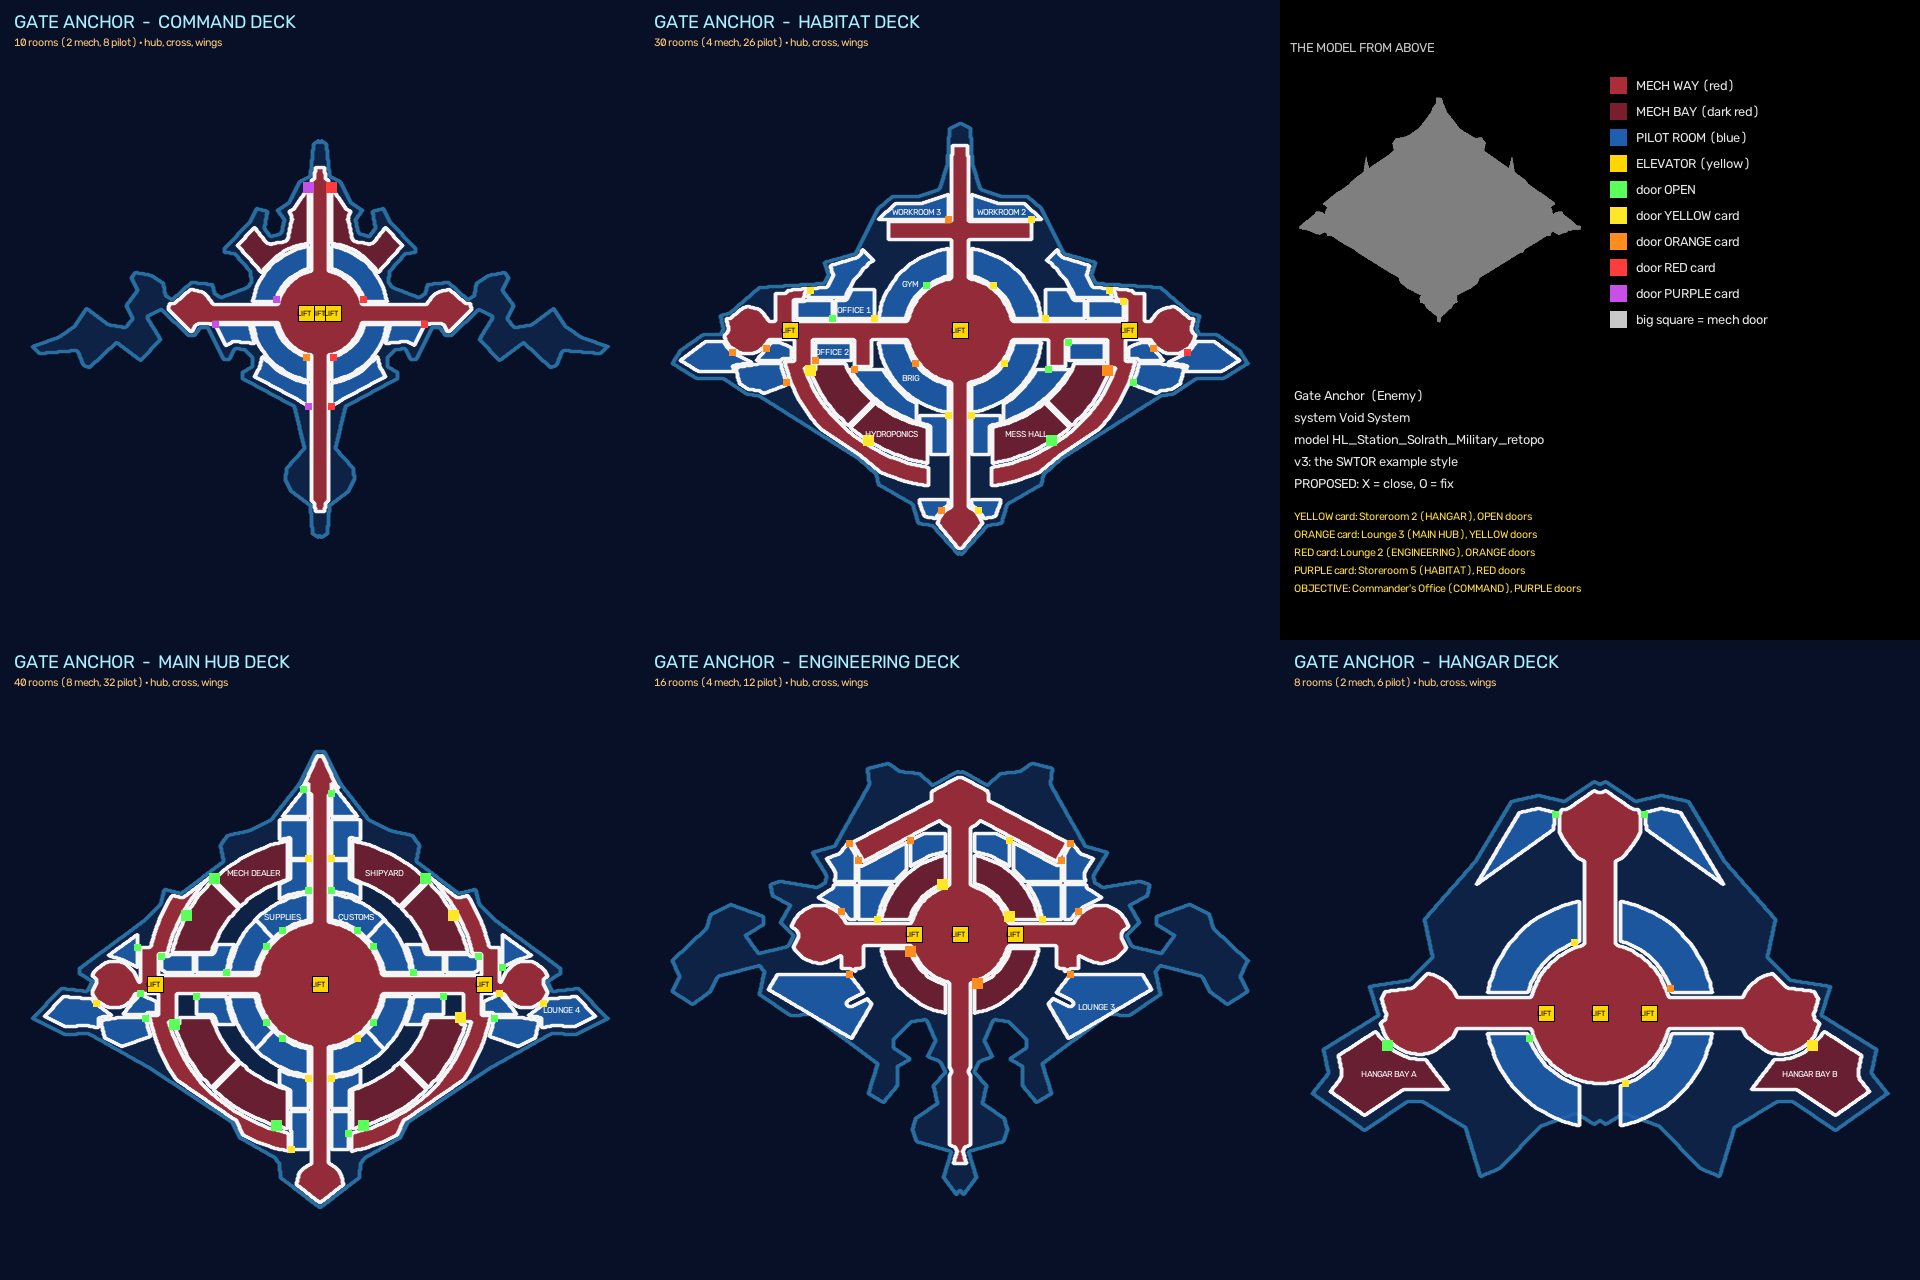 GATE ANCHOR - COMMAND DECK
10 rooms (2 mech, 8 pilot) • hub, cross, wings
LIFT
LIFT
GATE ANCHOR - HABITAT DECK
30 rooms (4 mech, 26 pilot) • hub, cross, wings
WORKROOM 3
WORKROOM 2
GYM
OFFICE 1
LIFT
LIFT
LIFT
OFFICE 2
BRIG
HYDROPONICS
MESS HALL
THE MODEL FROM ABOVE
MECH WAY (red)
MECH BAY (dark red)
PILOT ROOM (blue)
ELEVATOR (yellow)
door OPEN
door YELLOW card
door ORANGE card
door RED card
door PURPLE card
big square = mech door
Gate Anchor (Enemy)
system Void System
model HL_Station_Solrath_Military_retopo
v3: the SWTOR example style
PROPOSED: X = close, O = fix
YELLOW card: Storeroom 2 (HANGAR), OPEN doors
ORANGE card: Lounge 3 (MAIN HUB), YELLOW doors
RED card: Lounge 2 (ENGINEERING), ORANGE doors
PURPLE card: Storeroom 5 (HABITAT), RED doors
OBJECTIVE: Commander's Office (COMMAND), PURPLE doors
GATE ANCHOR - MAIN HUB DECK
40 rooms (8 mech, 32 pilot) • hub, cross, wings
MECH DEALER
SHIPYARD
SUPPLIES
CUSTOMS
LIFT
LIFT
LIFT
LOUNGE 4
GATE ANCHOR - ENGINEERING DECK
16 rooms (4 mech, 12 pilot) • hub, cross, wings
LIFT
LIFT
LIFT
LOUNGE 3
GATE ANCHOR - HANGAR DECK
8 rooms (2 mech, 6 pilot) • hub, cross, wings
LIFT
LIFT
LIFT
HANGAR BAY A
HANGAR BAY B